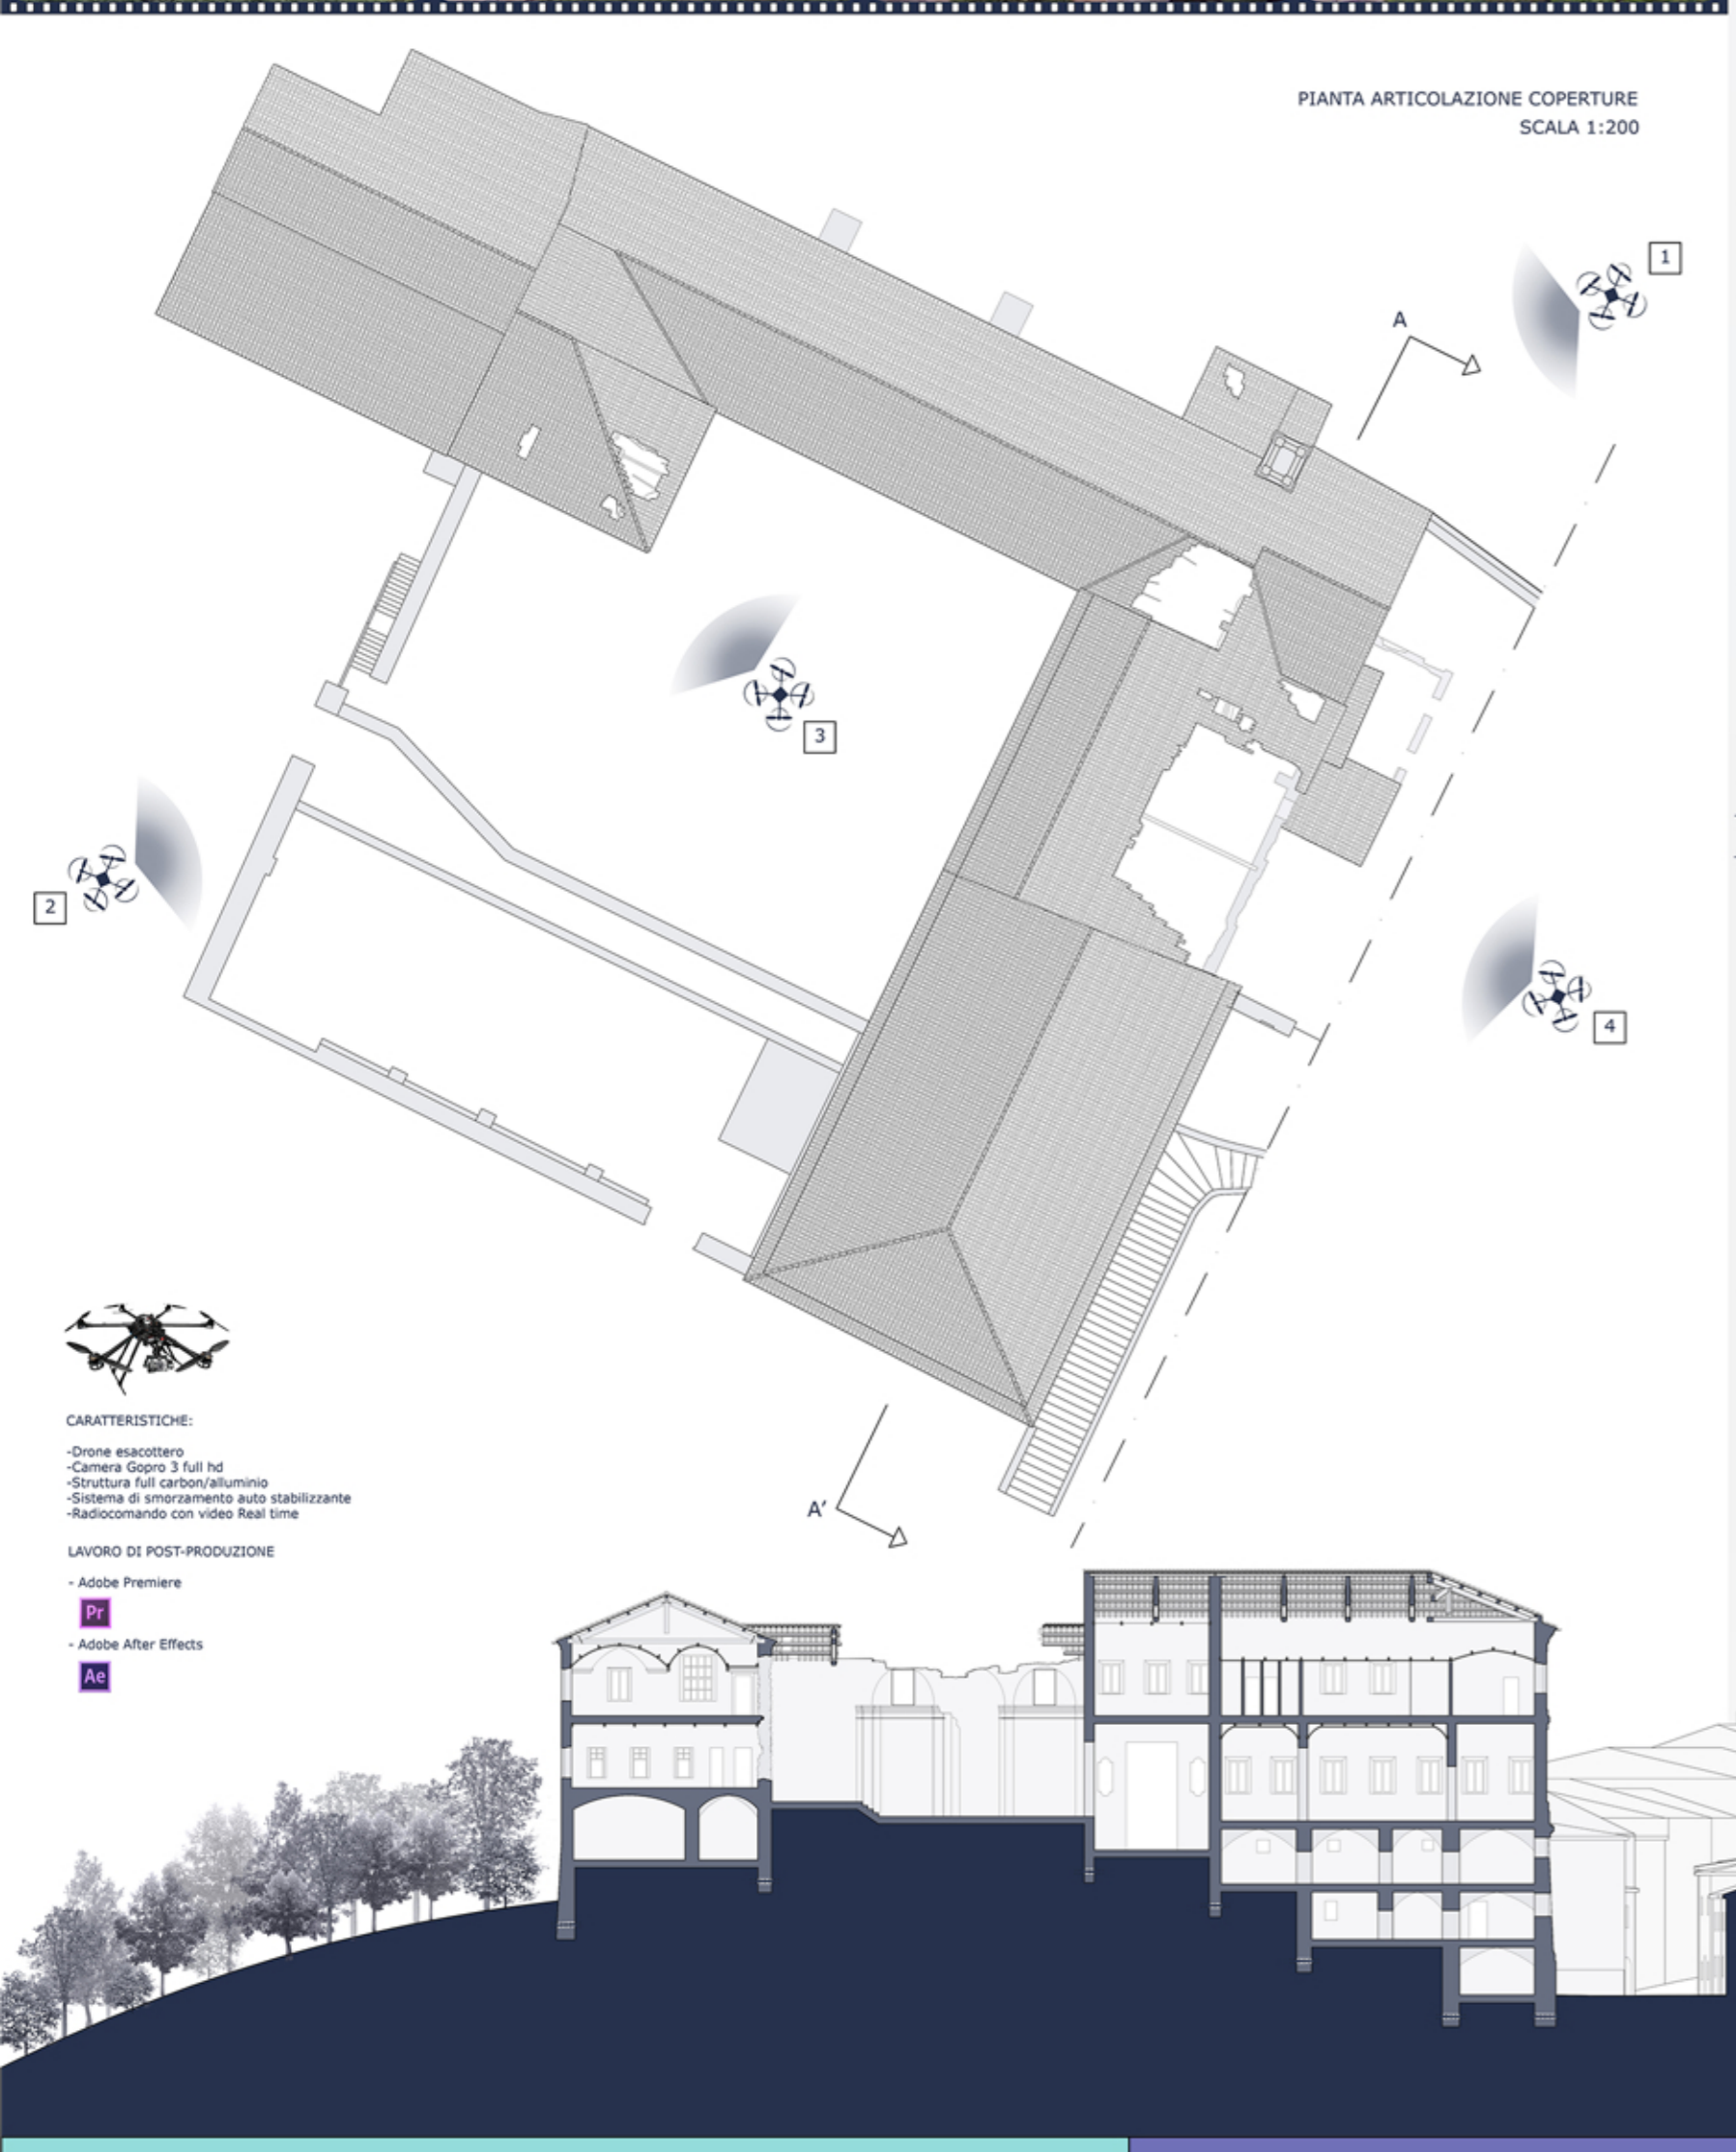 PIANTA ARTICOLAZIONE COPERTURE
SCALA 1:200
1
A
3
2
4
A'
CARATTERISTICHE:
-Drone esacottero
-Camera Gopro 3 full hd
-Struttura full carbon/alluminio
-Sistema di smorzamento auto stabilizzante
-Radiocomando con video Real time
LAVORO DI POST-PRODUZIONE
- Adobe Premiere
Pr
- Adobe After Effects
Ae